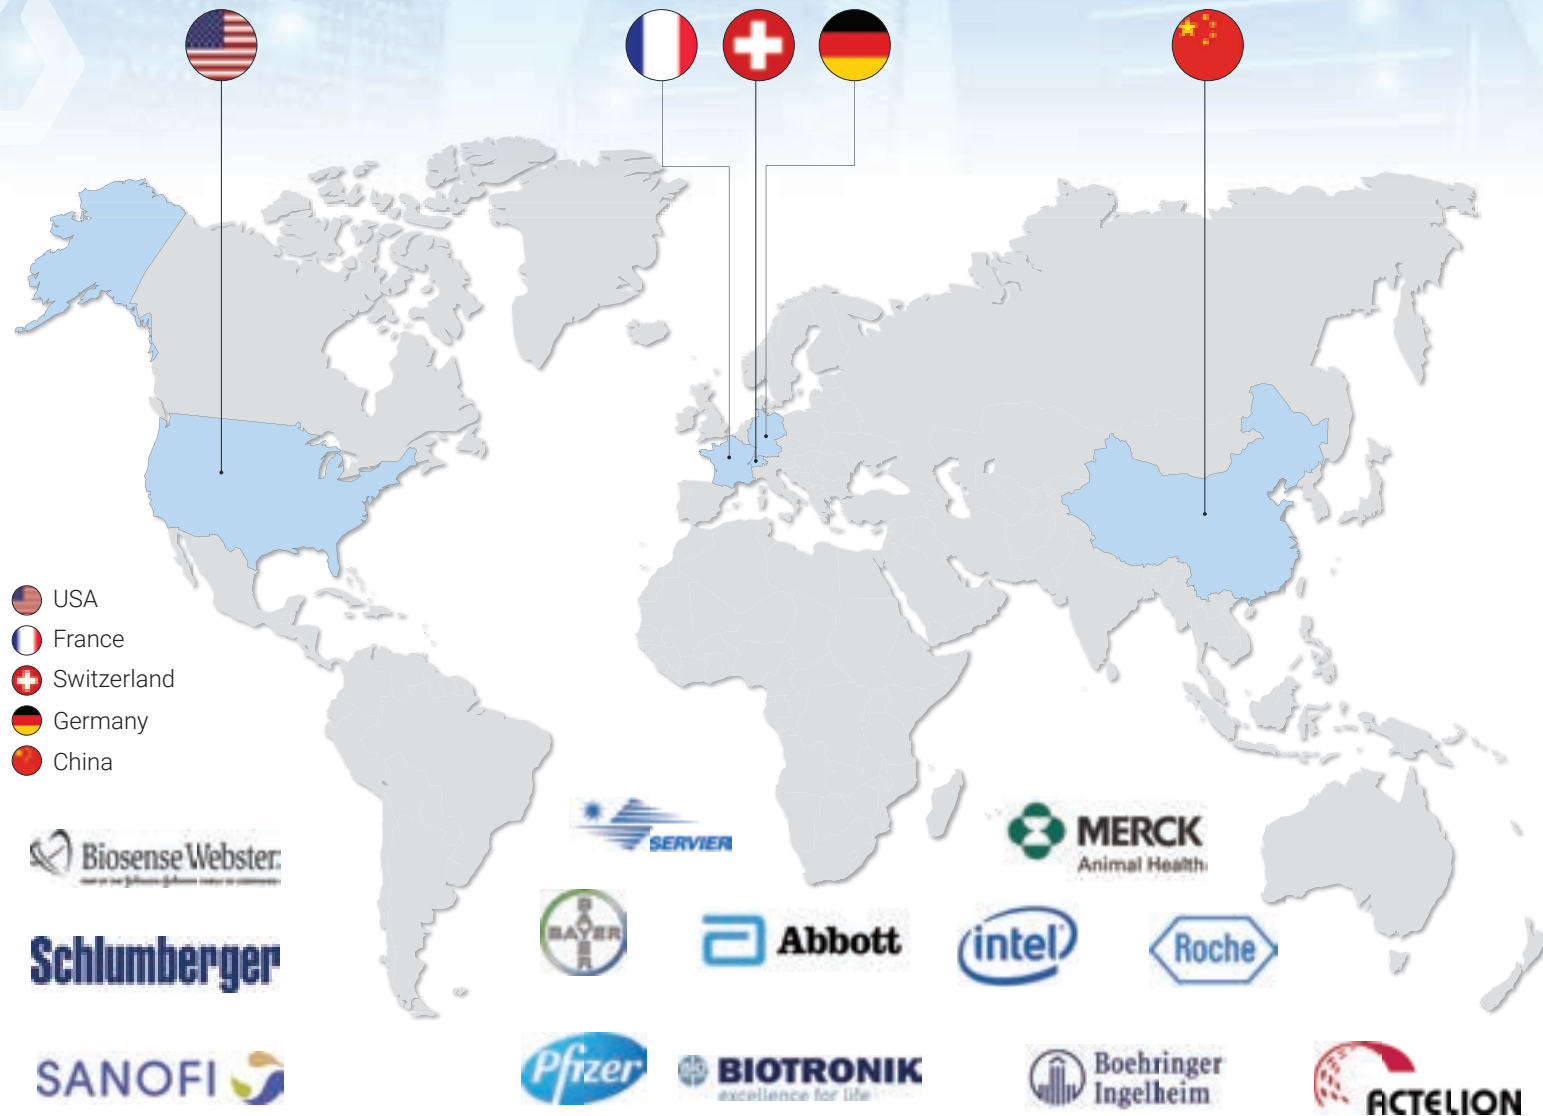 USA
France
Switzerland
Germany
China
SERVIER
MERCK
Animal Health
Biosense Webster
BAYER
BAYER
Abbott
intel
Roche
Schlumberger
SANOFI
Pfizer
BIOTRONIK
excellence for life
Boehringer
Ingelheim
ACTELION